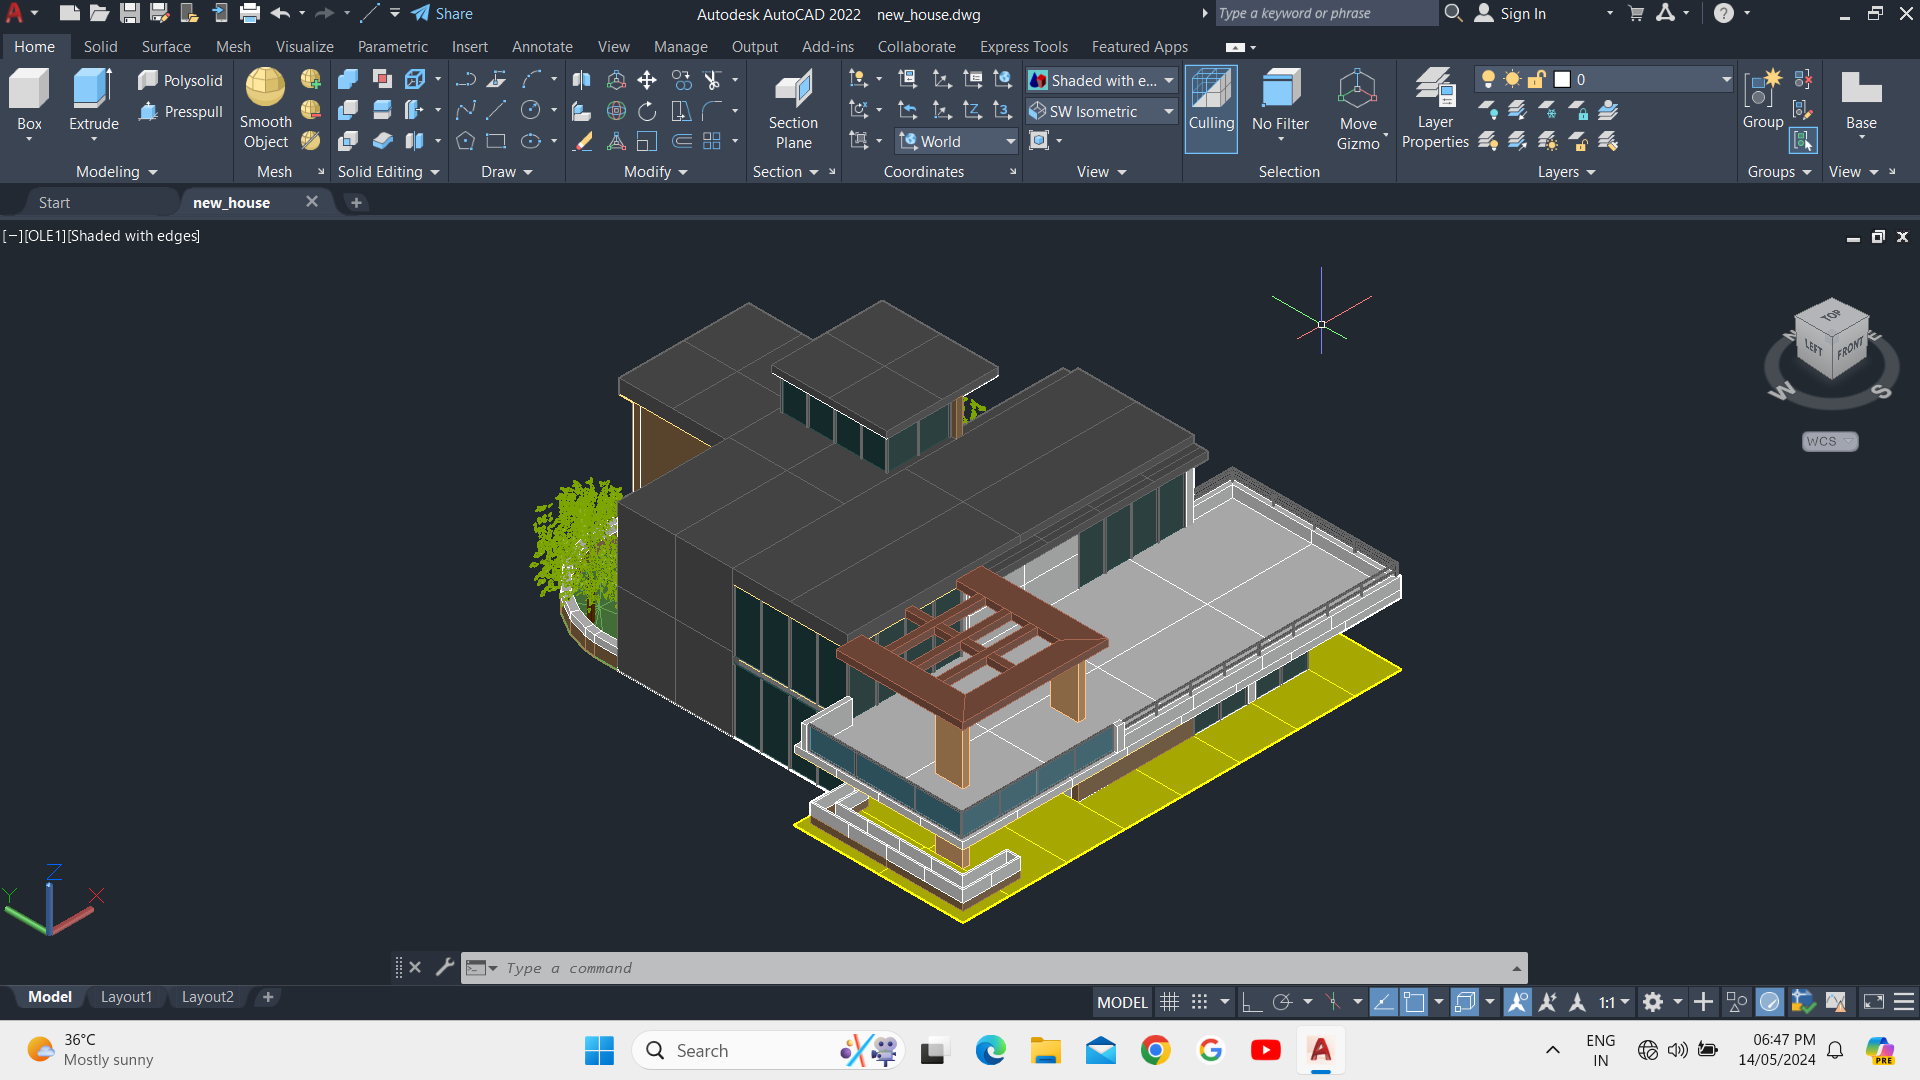 Share
Autodesk AutoCAD 2022 new_house.dwg
Type a keyword or phrase
Sign In
Home Solid Surface Mesh Visualize Parametric Insert Annotate View Manage Output Add-ins Collaborate Express Tools Featured Apps
Box
Extrude
Polysolid
Presspull
Modeling
Smooth
Object
Mesh
Solid Editing
Draw
Modify
Section
Plane
Section
World
Coordinates
Shaded with e...
SW Isometric
View
Culling
No Filter
Move
Gizmo
Selection
Layer
Properties
0
Layers
Group
Groups
Base
View
Start
new_house
[−][OLE1][Shaded with edges]
TOP
LEFT
FRONT
N
E
W
S
WCS
Z
Y
X
Type a command
Model Layout1 Layout2
MODEL
1:1
36°C
Mostly sunny
Search
ENG
IN
06:47 PM
14/05/2024
PRE